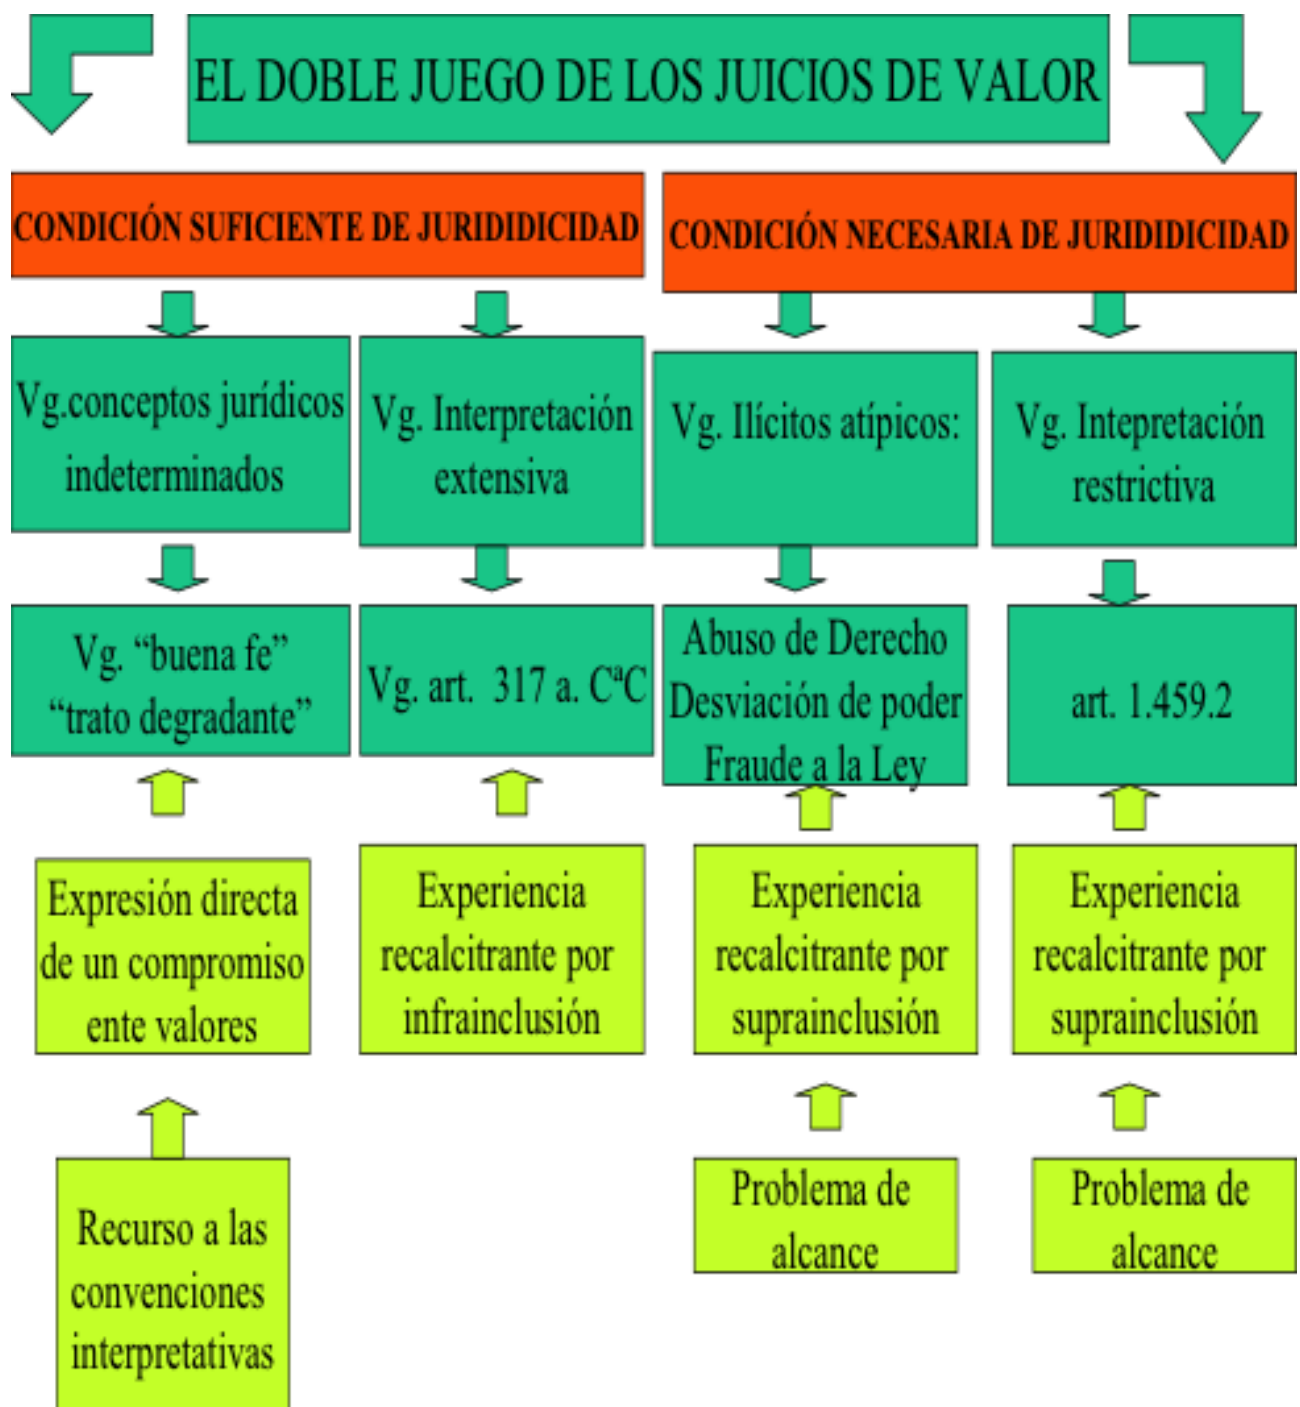 EL DOBLE JUEGO DE LOS JUICIOS DE VALOR
CONDICIÓN SUFICIENTE DE JURIDIDICIDAD
CONDICIÓN NECESARIA DE JURIDIDICIDAD
Vg.conceptos jurídicos
indeterminados
Vg. Interpretación
extensiva
Vg. Ilícitos atípicos:
Vg. Intepretación
restrictiva
Vg. “buena fe”
“trato degradante”
Vg. art. 317 a. CªC
Abuso de Derecho
Desviación de poder
Fraude a la Ley
art. 1.459.2
Expresión directa
de un compromiso
ente valores
Experiencia
recalcitrante por
infrainclusión
Experiencia
recalcitrante por
suprainclusión
Experiencia
recalcitrante por
suprainclusión
Recurso a las
convenciones
interpretativas
Problema de
alcance
Problema de
alcance